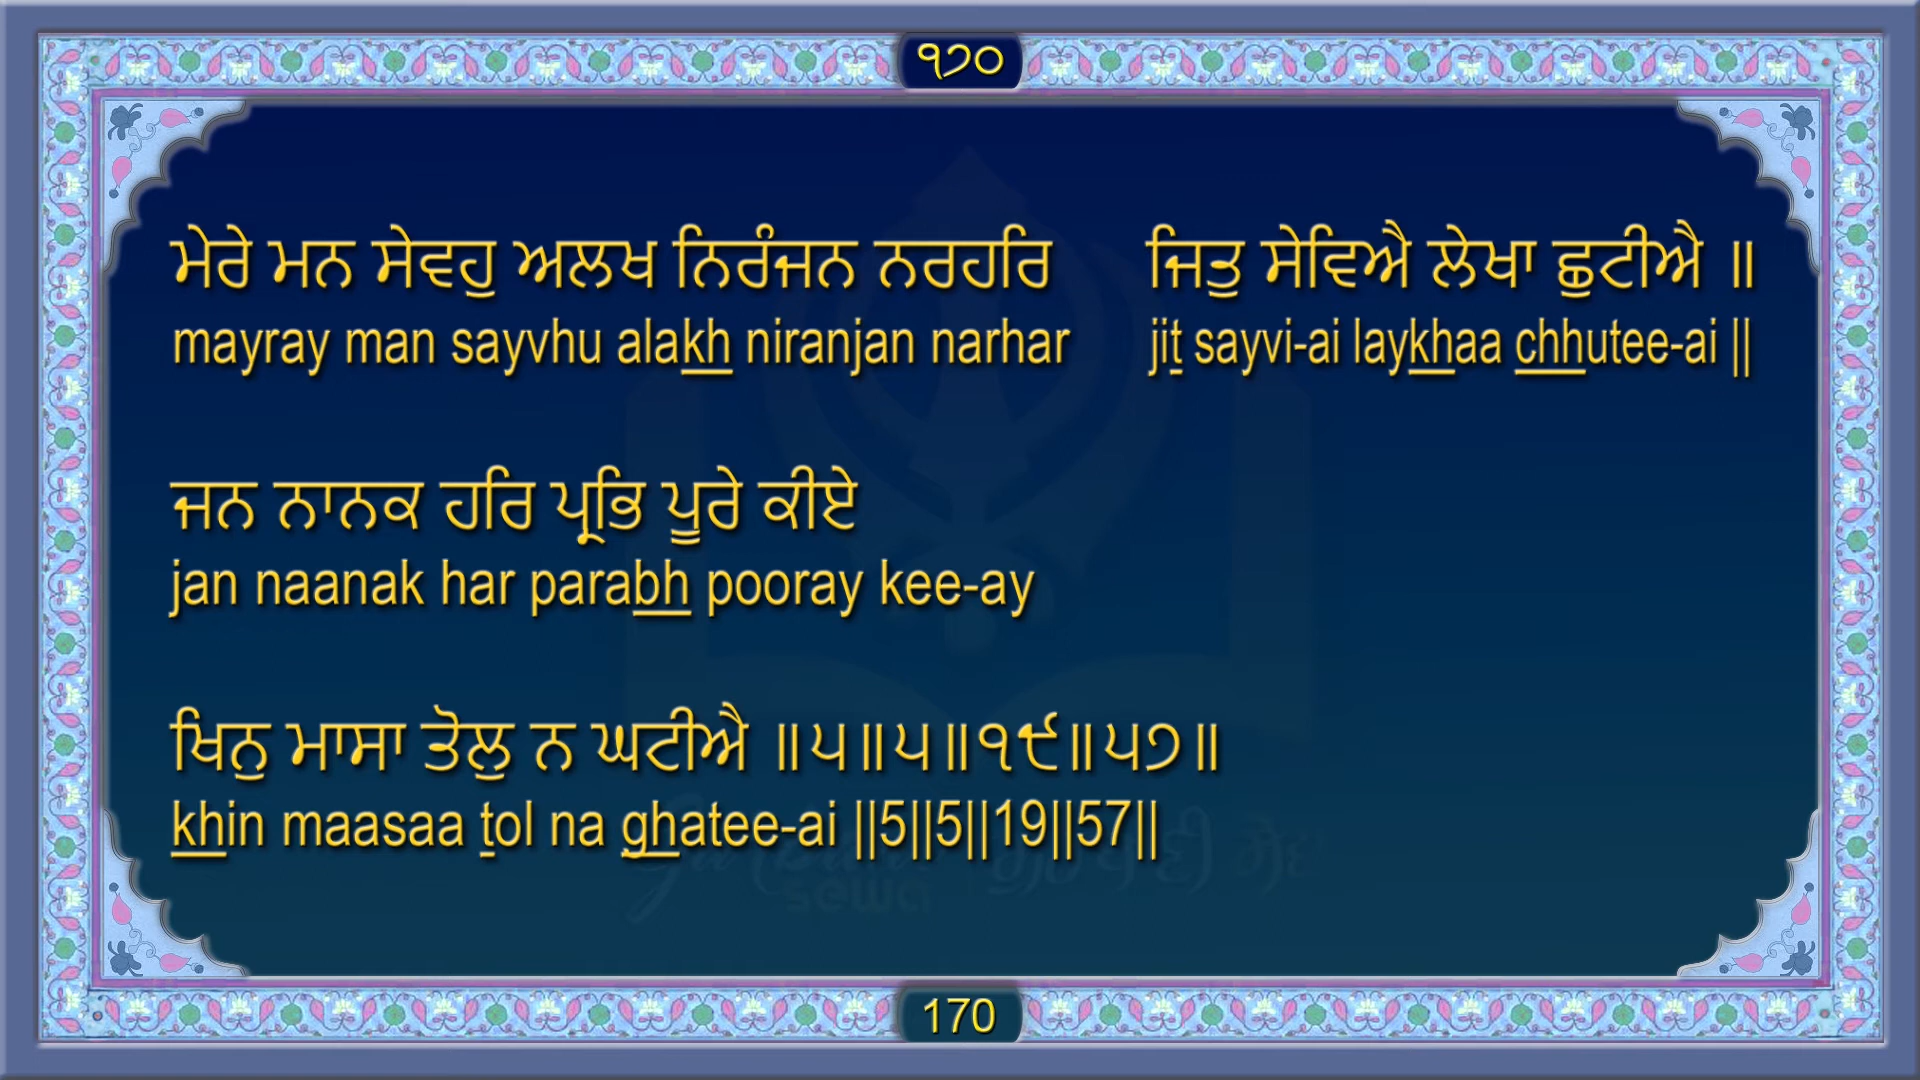 ੧੭੦
ਮੇਰੇ ਮਨ ਸੇਵਹੁ ਅਲਖ ਨਿਰੰਜਨ ਨਰਹਰਿ ਜਿਤੁ ਸੇਵਿਐ ਲੇਖਾ ਛੁਟੀਐ ॥
mayray man sayvhu alakh niranjan narhar jit sayvi-ai laykhaa chhutee-ai ||
ਜਨ ਨਾਨਕ ਹਰਿ ਪ੍ਰਭਿ ਪੂਰੇ ਕੀਏ
jan naanak har parabh pooray kee-ay
ਖਿਨੁ ਮਾਸਾ ਤੋਲੁ ਨ ਘਟੀਐ ॥੫॥੫॥੧੯॥੫੭॥
khin maasaa tol na ghatee-ai ||5||5||19||57||
170